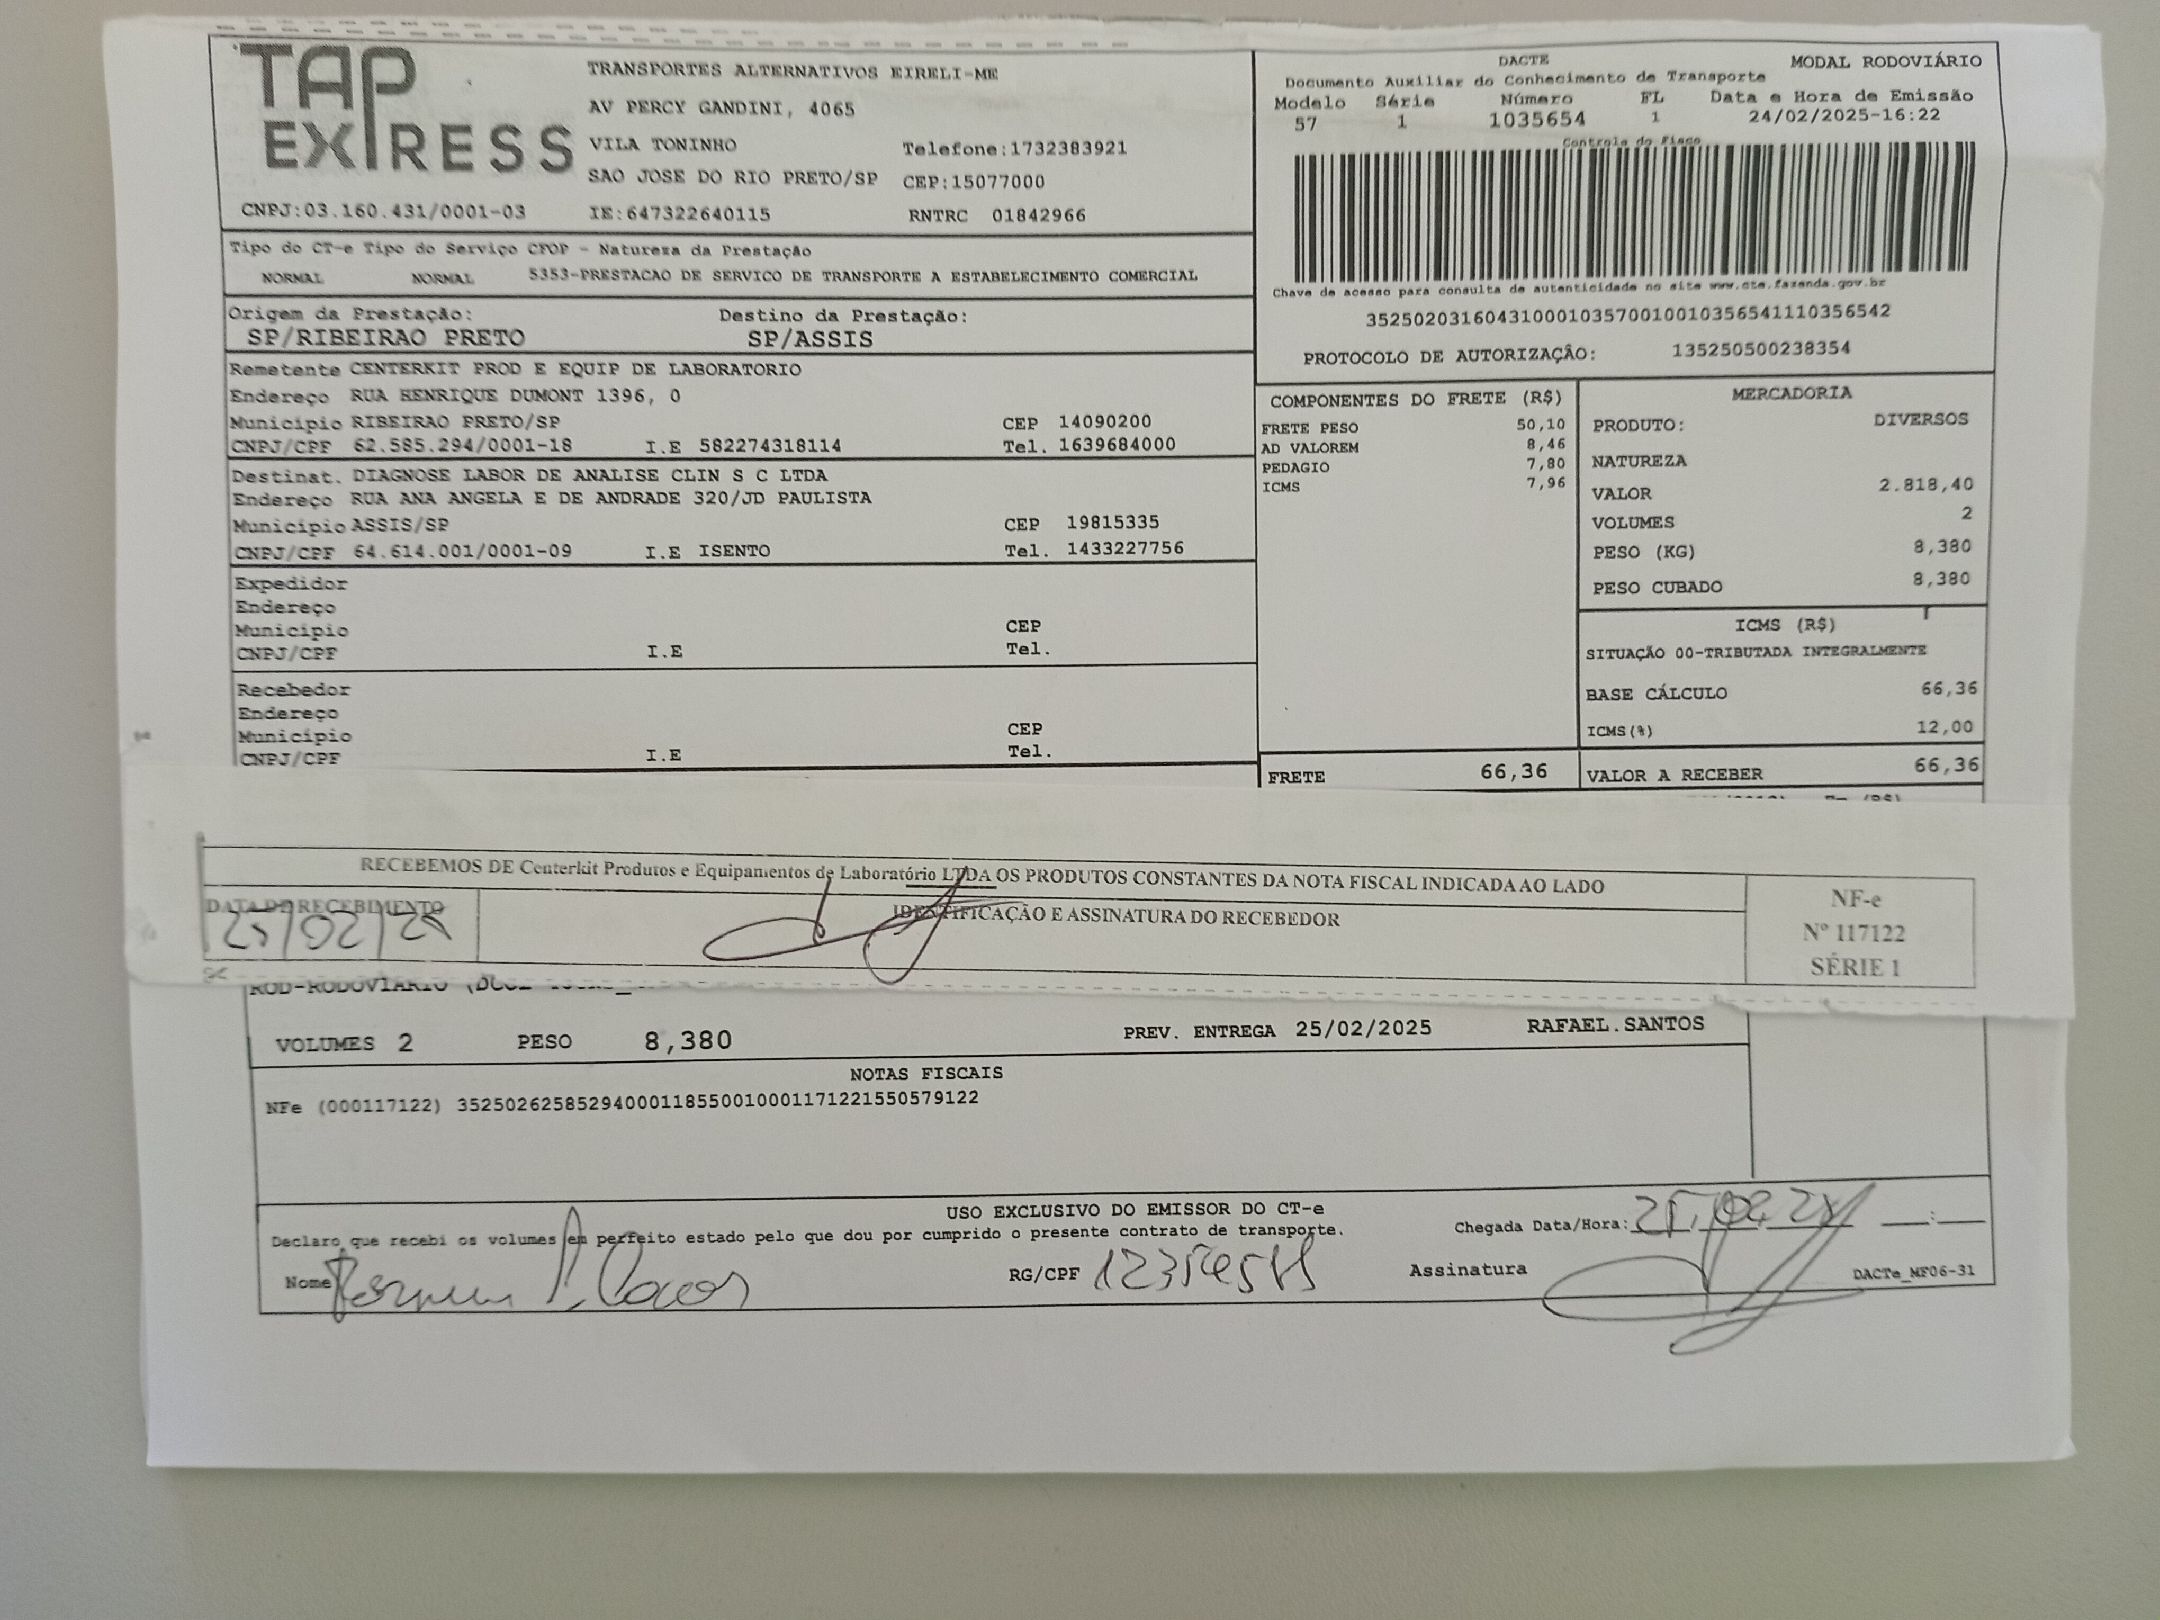 TAP EXPRESS
TRANSPORTES ALTERNATIVOS EIRELI-ME
AV PERCY GANDINI, 4065
VILA TONINHO Telefone:1732383921
SAO JOSE DO RIO PRETO/SP CEP:15077000
CNPJ:03.160.431/0001-03 IE:647322640115 RNTRC 01842966
DACTE MODAL RODOVIÁRIO
Documento Auxiliar do Conhecimento de Transporte
Modelo Série Número FL Data e Hora de Emissão
57 1 1035654 1 24/02/2025-16:22
Controle do Fisco
Chave de acesso para consulta de autenticidade no site www.cte.fazenda.gov.br
35250203160431000103570010010356541110356542
PROTOCOLO DE AUTORIZAÇÂO: 135250500238354
Tipo do CT-e Tipo do Serviço CFOP - Natureza da Prestação
NORMAL NORMAL 5353-PRESTACAO DE SERVICO DE TRANSPORTE A ESTABELECIMENTO COMERCIAL
Origem da Prestação: Destino da Prestação:
SP/RIBEIRAO PRETO SP/ASSIS
Remetente CENTERKIT PROD E EQUIP DE LABORATORIO
Endereço RUA HENRIQUE DUMONT 1396, 0
Município RIBEIRAO PRETO/SP CEP 14090200
CNPJ/CPF 62.585.294/0001-18 I.E 582274318114 Tel. 1639684000
Destinat. DIAGNOSE LABOR DE ANALISE CLIN S C LTDA
Endereço RUA ANA ANGELA E DE ANDRADE 320/JD PAULISTA
Município ASSIS/SP CEP 19815335
CNPJ/CPF 64.614.001/0001-09 I.E ISENTO Tel. 1433227756
Expedidor
Endereço
Município CEP
CNPJ/CPF I.E Tel.
Recebedor
Endereço
Município CEP
CNPJ/CPF I.E Tel.
COMPONENTES DO FRETE (R$)
FRETE PESO 50,10
AD VALOREM 8,46
PEDAGIO 7,80
ICMS 7,96
FRETE 66,36
MERCADORIA
PRODUTO: DIVERSOS
NATUREZA
VALOR 2.818,40
VOLUMES 2
PESO (KG) 8,380
PESO CUBADO 8,380
ICMS (R$)
SITUAÇÃO 00-TRIBUTADA INTEGRALMENTE
BASE CÁLCULO 66,36
ICMS(%) 12,00
VALOR A RECEBER 66,36
RECEBEMOS DE Centerkit Produtos e Equipamentos de Laboratório LTDA OS PRODUTOS CONSTANTES DA NOTA FISCAL INDICADA AO LADO
DATA DO RECEBIMENTO IDENTIFICAÇÃO E ASSINATURA DO RECEBEDOR
25/02/25
NF-e
Nº 117122
SÉRIE 1
ROD-RODOVIÁRIO
VOLUMES 2 PESO 8,380 PREV. ENTREGA 25/02/2025 RAFAEL.SANTOS
NOTAS FISCAIS
NFe (000117122) 35250262585294000118550010001171221550579122
USO EXCLUSIVO DO EMISSOR DO CT-e
Declaro que recebi os volumes em perfeito estado pelo que dou por cumprido o presente contrato de transporte.
Chegada Data/Hora:
Nome RG/CPF Assinatura DACTe_MF06-31